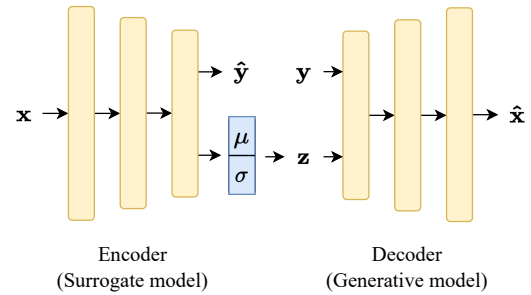 x
ŷ
μ
σ
y
z
x̂
Encoder
(Surrogate model)
Decoder
(Generative model)